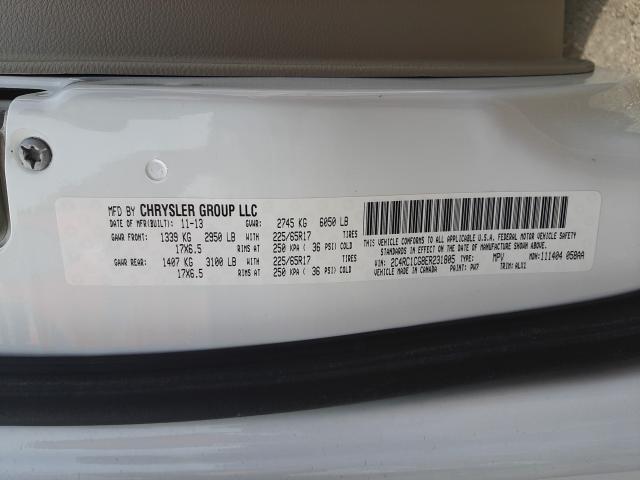 MFD BY CHRYSLER GROUP LLC
DATE OF MFR(BUILT): 11-13 GVWR: 2745 KG 6050 LB
GAWR FRONT: 1339 KG 2950 LB WITH 225/65R17 TIRES
17X6.5 RIMS AT 250 KPA ( 36 PSI) COLD
GAWR REAR: 1407 KG 3100 LB WITH 225/65R17 TIRES
17X6.5 RIMS AT 250 KPA ( 36 PSI) COLD
THIS VEHICLE CONFORMS TO ALL APPLICABLE U.S.A. FEDERAL MOTOR VEHICLE SAFETY,
STANDARDS IN EFFECT ON THE DATE OF MANUFACTURE SHOWN ABOVE.
VIN: 2C4RC1CG8ER231805 TYPE: MPV MDH: 111404 058AA
VEHICLE MADE IN CANADA PAINT: PW7 TRIM: ALX1